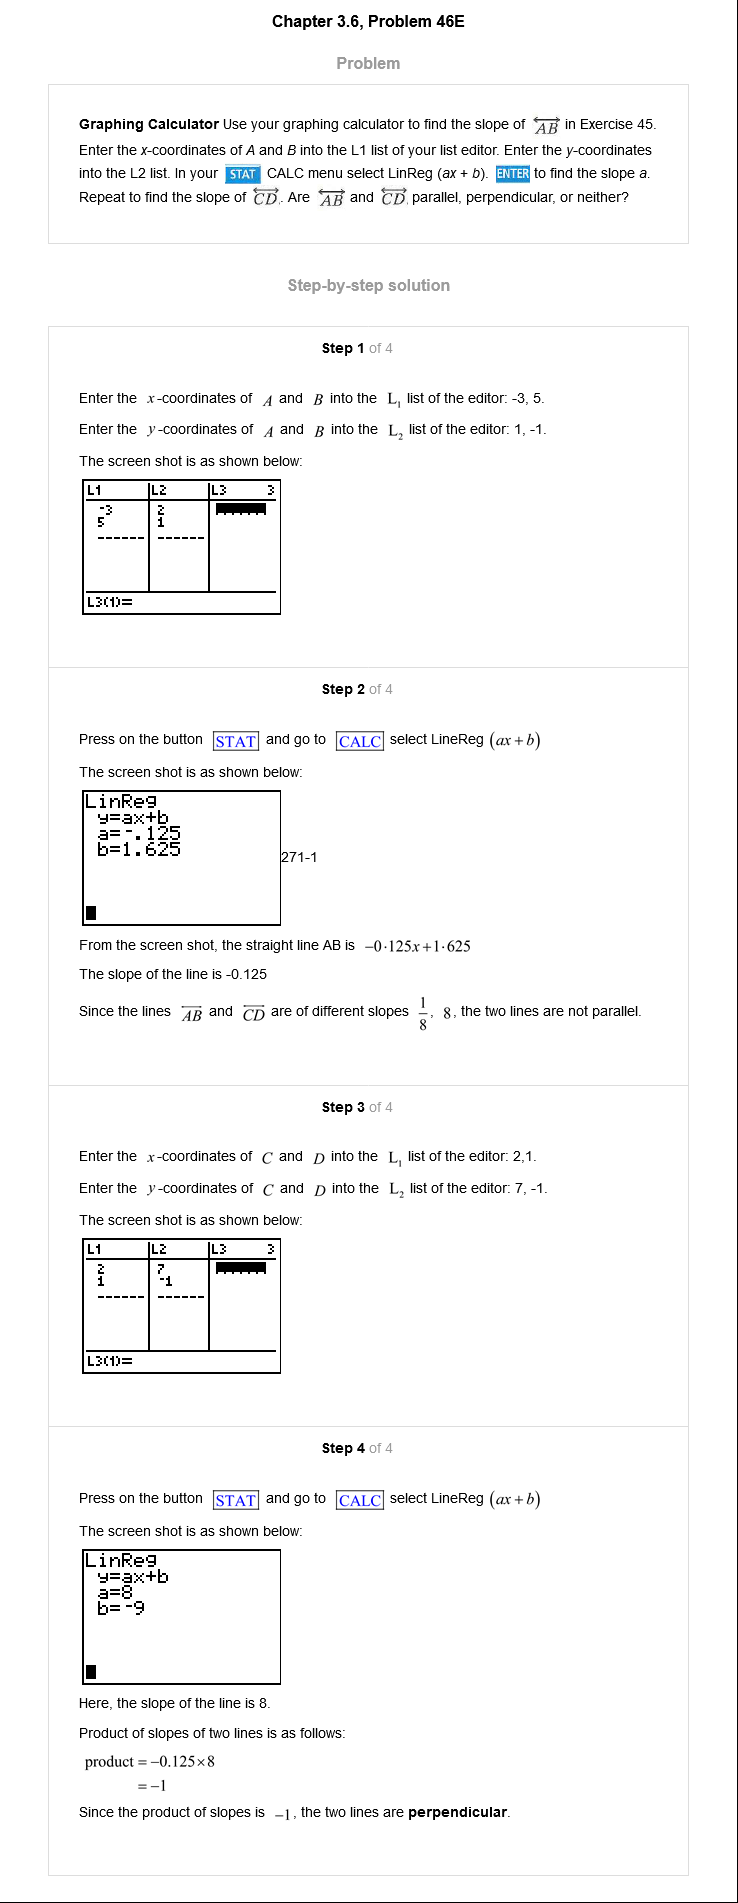 Chapter 3.6, Problem 46E
Problem
Graphing Calculator Use your graphing calculator to find the slope of AB in Exercise 45.
Enter the x-coordinates of A and B into the L1 list of your list editor. Enter the y-coordinates
into the L2 list. In your STAT CALC menu select LinReg (ax + b). ENTER to find the slope a.
Repeat to find the slope of CD. Are AB and CD parallel, perpendicular, or neither?
Step-by-step solution
Step 1 of 4
Enter the x-coordinates of A and B into the L₁ list of the editor: -3, 5.
Enter the y-coordinates of A and B into the L₂ list of the editor: 1, -1.
The screen shot is as shown below:
L1 L2 L3 3
-3 2
5 1
------ ------
L3(1)=
Step 2 of 4
Press on the button STAT and go to CALC select LineReg (ax+b)
The screen shot is as shown below:
LinReg
y=ax+b
a=-.125
b=1.625
271-1
From the screen shot, the straight line AB is −0·125x+1·625
The slope of the line is -0.125
Since the lines AB and CD are of different slopes 1/8, 8, the two lines are not parallel.
Step 3 of 4
Enter the x-coordinates of C and D into the L₁ list of the editor: 2,1.
Enter the y-coordinates of C and D into the L₂ list of the editor: 7, -1.
The screen shot is as shown below:
L1 L2 L3 3
2 7
1 -1
------ ------
L3(1)=
Step 4 of 4
Press on the button STAT and go to CALC select LineReg (ax+b)
The screen shot is as shown below:
LinReg
y=ax+b
a=8
b=-9
Here, the slope of the line is 8.
Product of slopes of two lines is as follows:
product = −0.125×8
= −1
Since the product of slopes is −1, the two lines are perpendicular.